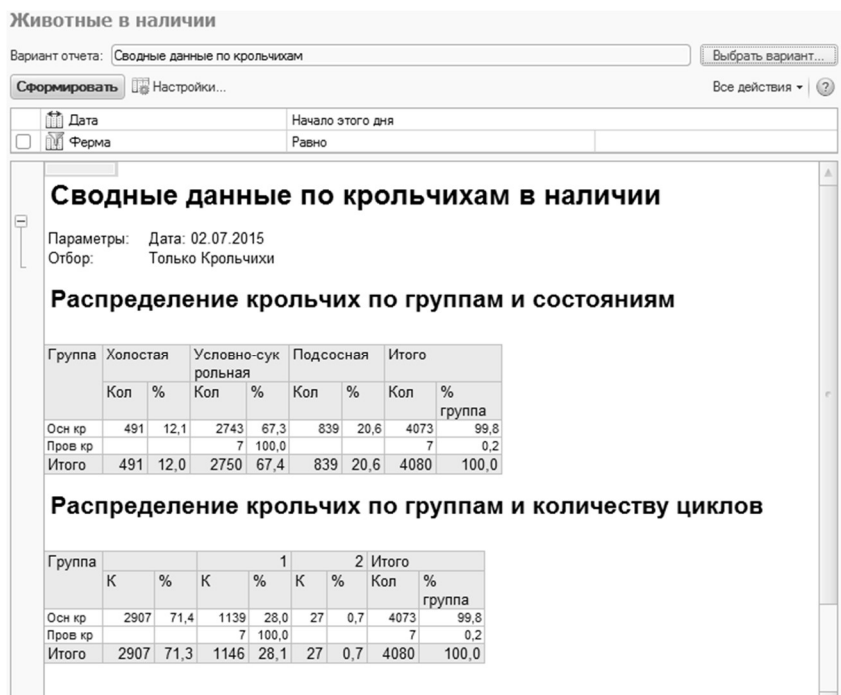 Животные в наличии
Вариант отчета: Сводные данные по крольчихам Выбрать вариант...
Сформировать Настройки... Все действия ?
Дата Начало этого дня
Ферма Равно
Сводные данные по крольчихам в наличии
Параметры: Дата: 02.07.2015
Отбор: Только Крольчихи
Распределение крольчих по группам и состояниям
Группа Холостая Условно-сук Подсосная Итого
рольная
Кол % Кол % Кол % Кол %
группа
Осн кр 491 12,1 2743 67,3 839 20,6 4073 99,8
Пров кр 7 100,0 7 0,2
Итого 491 12,0 2750 67,4 839 20,6 4080 100,0
Распределение крольчих по группам и количеству циклов
Группа 1 2 Итого
К % К % К % Кол %
группа
Осн кр 2907 71,4 1139 28,0 27 0,7 4073 99,8
Пров кр 7 100,0 7 0,2
Итого 2907 71,3 1146 28,1 27 0,7 4080 100,0